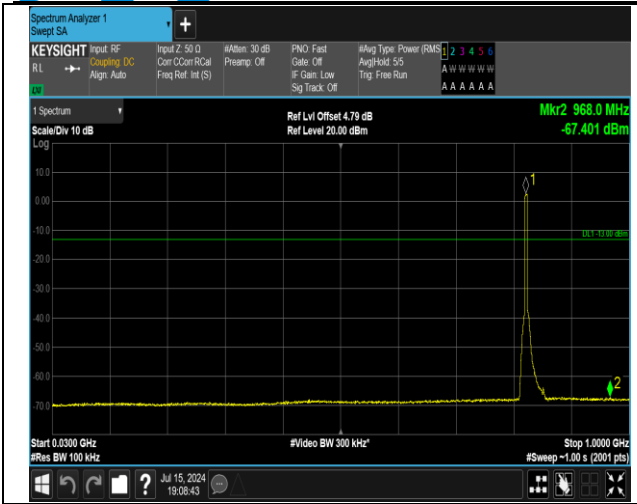 Spectrum Analyzer 1
Swept SA
+
KEYSIGHT Input: RF Input Z: 50 Ω #Atten: 30 dB PNO: Fast #Avg Type: Power (RMS 1 2 3 4 5 6
RL Coupling: DC Corr CCorr RCal Preamp: Off Gate: Off Avg|Hold: 5/5 A W W W W W
Align: Auto Freq Ref: Int (S) IF Gain: Low Trig: Free Run
Sig Track: Off A A A A A A
1 Spectrum Ref Lvl Offset 4.79 dB Mkr2 968.0 MHz
Scale/Div 10 dB Ref Level 20.00 dBm -67.401 dBm
Log
10.0
1
0.00
-10.0
DL1 -13.00 dBm
-20.0
-30.0
-40.0
-50.0
-60.0
2
-70.0
Start 0.0300 GHz #Video BW 300 kHz* Stop 1.0000 GHz
#Res BW 100 kHz #Sweep ~1.00 s (2001 pts)
? Jul 15, 2024
19:08:43